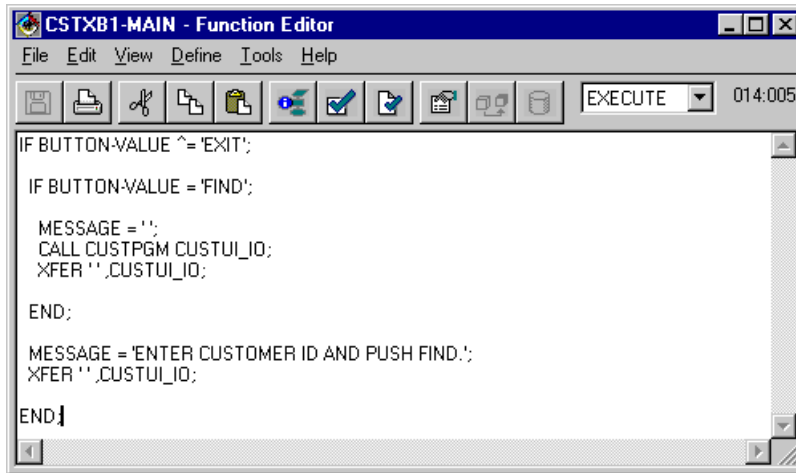 CSTXB1-MAIN - Function Editor
File Edit View Define Tools Help
EXECUTE 014:005
IF BUTTON-VALUE ^= 'EXIT';
IF BUTTON-VALUE = 'FIND';
MESSAGE = ' ';
CALL CUSTPGM CUSTUI_IO;
XFER ' ' ,CUSTUI_IO;
END;
MESSAGE = 'ENTER CUSTOMER ID AND PUSH FIND.';
XFER ' ' ,CUSTUI_IO;
END;